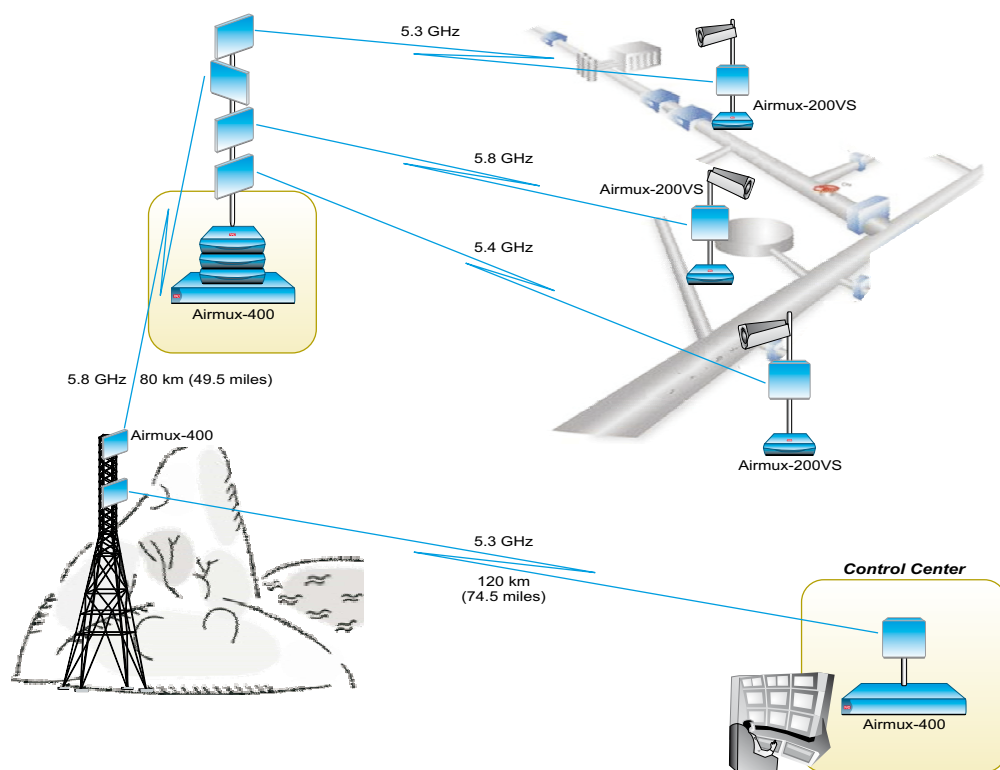 5.3 GHz
Airmux-200VS
5.8 GHz
Airmux-200VS
5.4 GHz
Airmux-400
5.8 GHz 80 km (49.5 miles)
Airmux-400
Airmux-200VS
5.3 GHz
120 km
(74.5 miles)
Control Center
Airmux-400